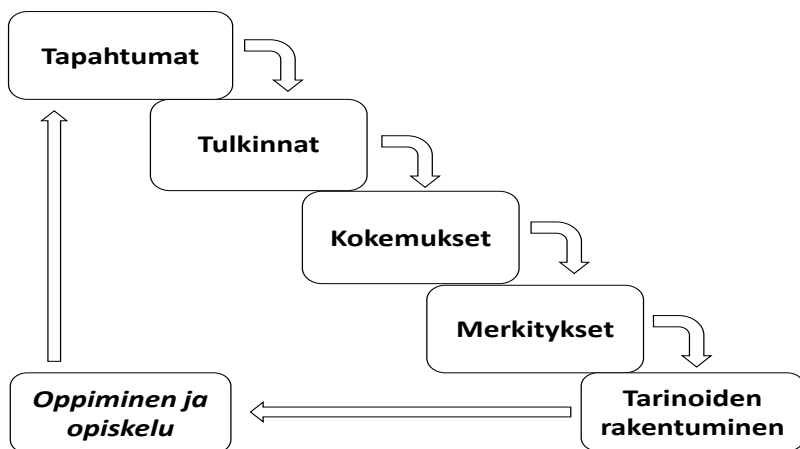 Tapahtumat
Tulkinnat
Kokemukset
Merkitykset
Tarinoiden
rakentuminen
Oppiminen ja
opiskelu